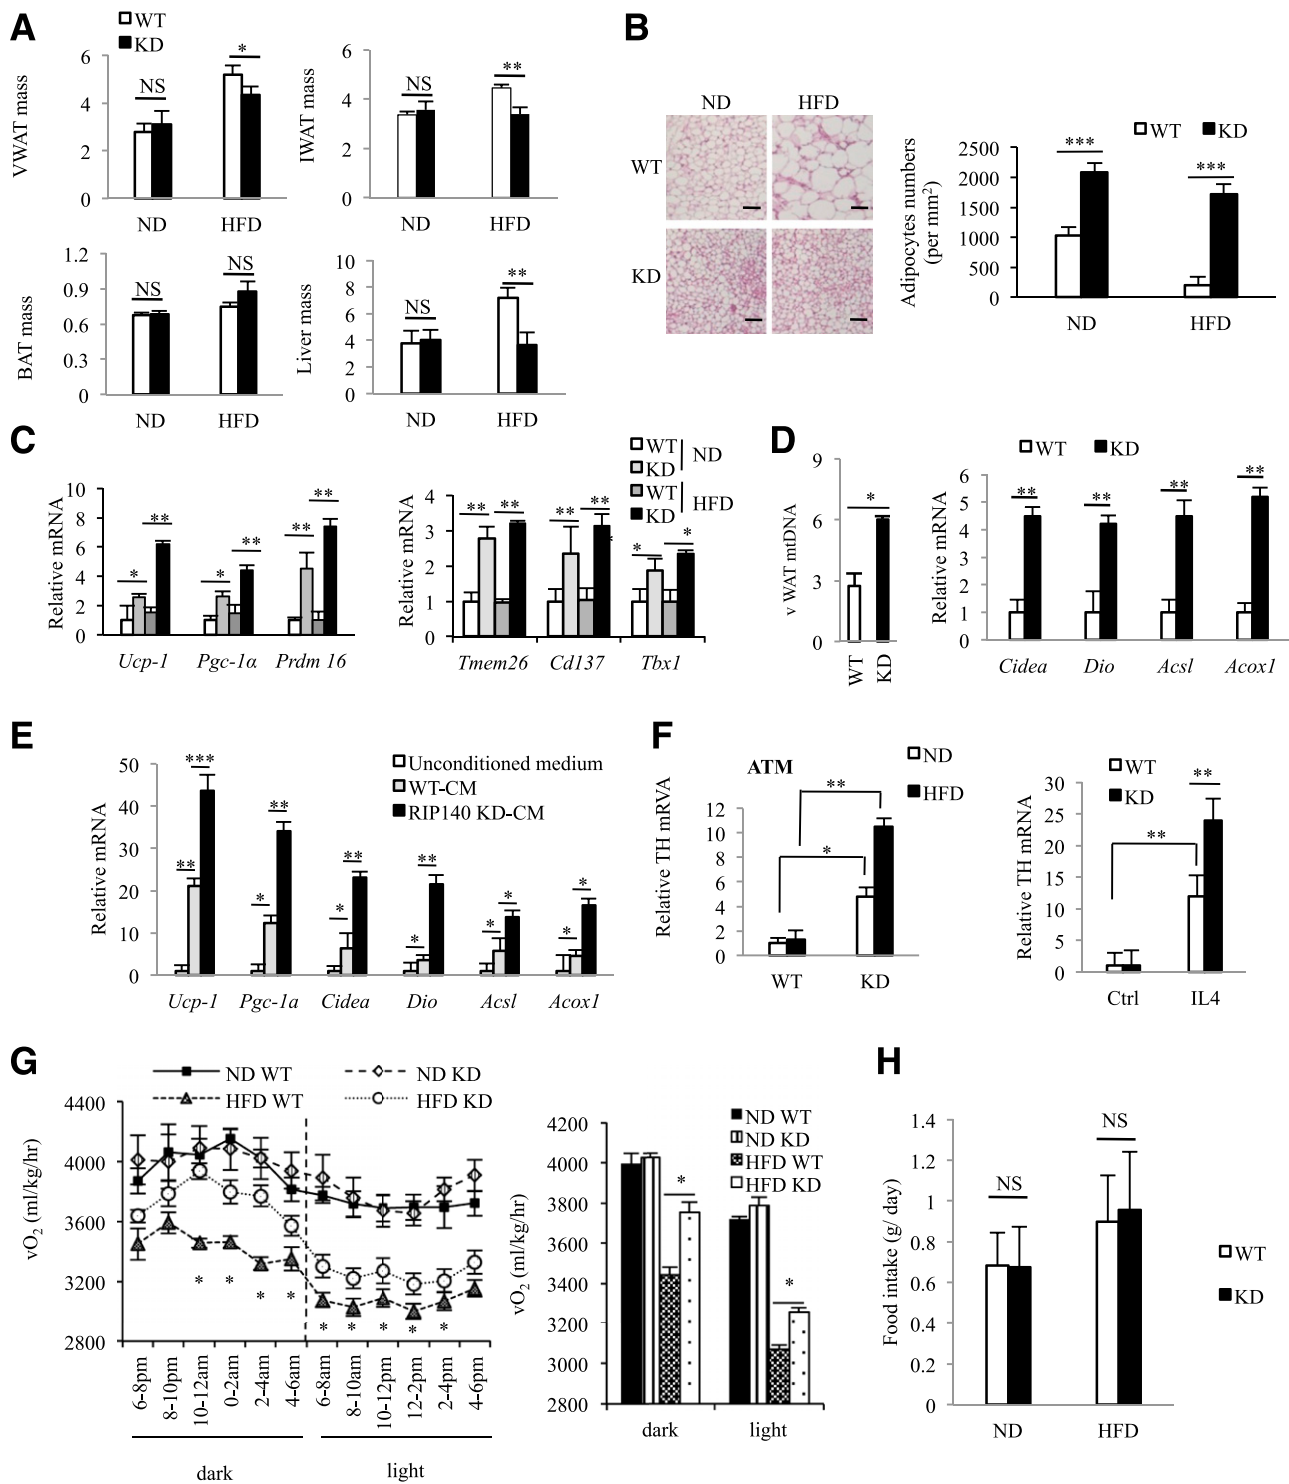 A
WT
KD
VWAT mass
6
4
2
0
NS
*
ND
HFD
IWAT mass
6
4
2
0
NS
**
ND
HFD
BAT mass
1.2
0.9
0.6
0.3
0
NS
NS
ND
HFD
Liver mass
10
8
6
4
2
0
NS
**
ND
HFD
B
ND
HFD
WT
KD
WT
KD
Adipocytes numbers
(per mm2)
2500
2000
1500
1000
500
0
***
***
ND
HFD
C
WT
KD
ND
WT
KD
HFD
Relative mRNA
10
8
6
4
2
0
*
**
*
**
**
**
Ucp-1
Pgc-1α
Prdm 16
Relative mRNA
4
3
2
1
0
**
**
**
**
*
*
*
Tmem26
Cd137
Tbx1
D
v WAT mtDNA
9
6
3
0
*
WT
KD
WT
KD
Relative mRNA
6
5
4
3
2
1
0
**
**
**
**
Cidea
Dio
Acsl
Acox1
E
Unconditioned medium
WT-CM
RIP140 KD-CM
Relative mRNA
50
40
30
20
10
0
**
***
*
**
*
**
*
**
*
*
*
*
Ucp-1
Pgc-1a
Cidea
Dio
Acsl
Acox1
F
ATM
ND
HFD
Relative TH mRVA
12
10
8
6
4
2
0
**
*
WT
KD
WT
KD
Relative TH mRNA
30
25
20
15
10
5
0
**
**
Ctrl
IL4
G
ND WT
ND KD
HFD WT
HFD KD
vO2 (ml/kg/hr)
4400
4000
3600
3200
2800
*
*
*
*
*
*
*
*
*
6-8pm
8-10pm
10-12am
0-2am
2-4am
4-6am
6-8am
8-10am
10-12pm
12-2pm
2-4pm
4-6pm
dark
light
ND WT
ND KD
HFD WT
HFD KD
vO2 (ml/kg/hr)
4200
4000
3800
3600
3400
3200
3000
2800
*
*
dark
light
H
Food intake (g/ day)
1.4
1.2
1
0.8
0.6
0.4
0.2
0
NS
NS
ND
HFD
WT
KD